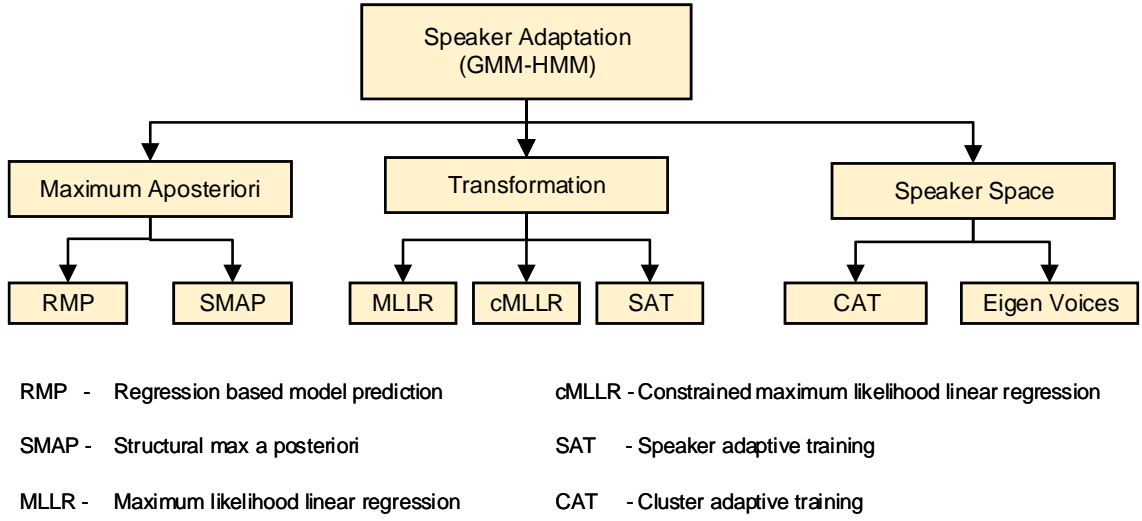 Speaker Adaptation
(GMM-HMM)
Maximum Aposteriori
Transformation
Speaker Space
RMP
SMAP
MLLR
cMLLR
SAT
CAT
Eigen Voices
RMP - Regression based model prediction
cMLLR - Constrained maximum likelihood linear regression
SMAP - Structural max a posteriori
SAT - Speaker adaptive training
MLLR - Maximum likelihood linear regression
CAT - Cluster adaptive training